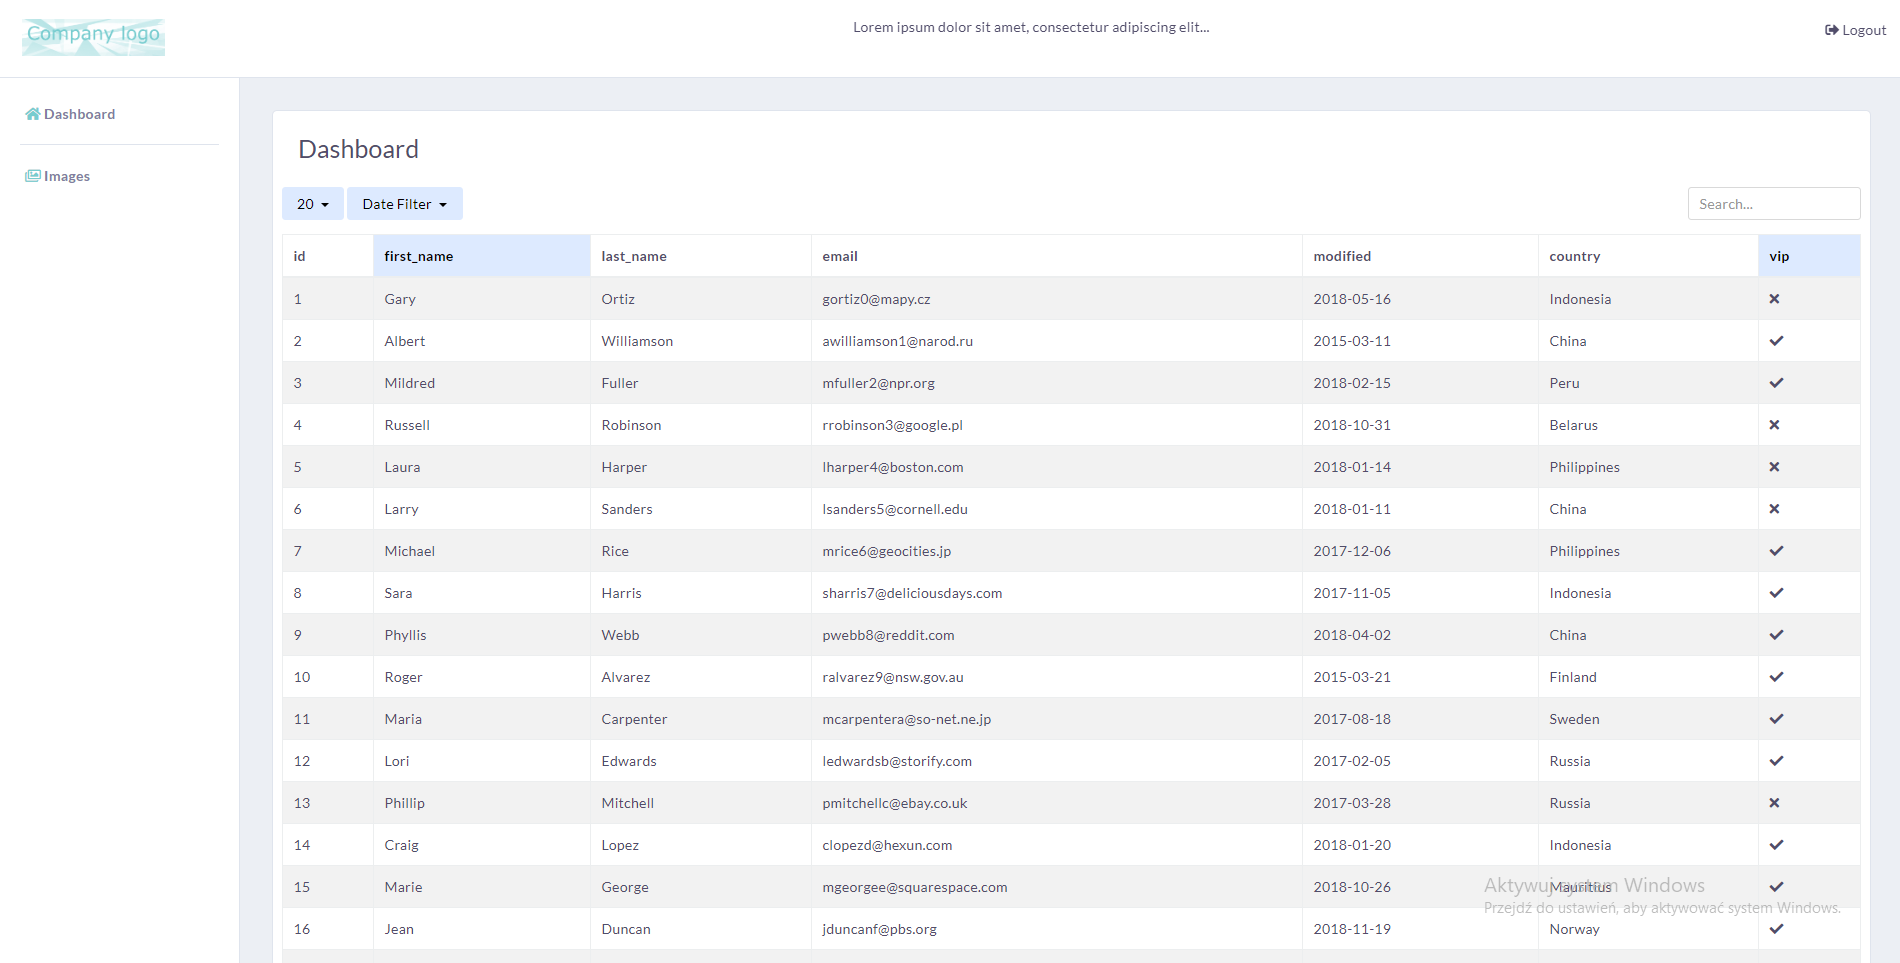 Company logo
Lorem ipsum dolor sit amet, consectetur adipiscing elit...
Logout
Dashboard
Images
Dashboard
20 Date Filter Search...
id first_name last_name email modified country vip
1 Gary Ortiz gortiz0@mapy.cz 2018-05-16 Indonesia
2 Albert Williamson awilliamson1@narod.ru 2015-03-11 China
3 Mildred Fuller mfuller2@npr.org 2018-02-15 Peru
4 Russell Robinson rrobinson3@google.pl 2018-10-31 Belarus
5 Laura Harper lharper4@boston.com 2018-01-14 Philippines
6 Larry Sanders lsanders5@cornell.edu 2018-01-11 China
7 Michael Rice mrice6@geocities.jp 2017-12-06 Philippines
8 Sara Harris sharris7@deliciousdays.com 2017-11-05 Indonesia
9 Phyllis Webb pwebb8@reddit.com 2018-04-02 China
10 Roger Alvarez ralvarez9@nsw.gov.au 2015-03-21 Finland
11 Maria Carpenter mcarpentera@so-net.ne.jp 2017-08-18 Sweden
12 Lori Edwards ledwardsb@storify.com 2017-02-05 Russia
13 Phillip Mitchell pmitchellc@ebay.co.uk 2017-03-28 Russia
14 Craig Lopez clopezd@hexun.com 2018-01-20 Indonesia
15 Marie George mgeorgee@squarespace.com 2018-10-26 Mauritius
Aktywuj system Windows
Przejdź do ustawień, aby aktywować system Windows.
16 Jean Duncan jduncanf@pbs.org 2018-11-19 Norway